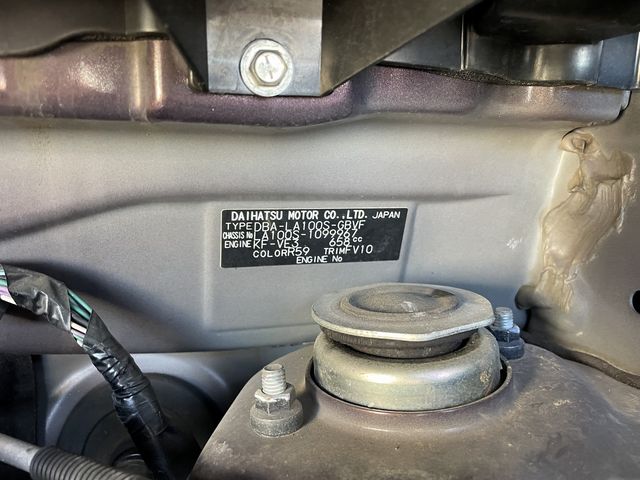 DAIHATSU MOTOR CO.,LTD. JAPAN
TYPE DBA-LA100S-GBVF
CHASSIS No LA100S-1099967
ENGINE KF-VE3 658cc
COLOR R59 TRIM FV10
ENGINE No